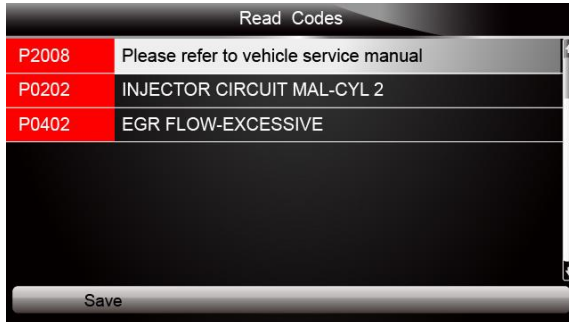 Read Codes
P2008 Please refer to vehicle service manual
P0202 INJECTOR CIRCUIT MAL-CYL 2
P0402 EGR FLOW-EXCESSIVE
Save